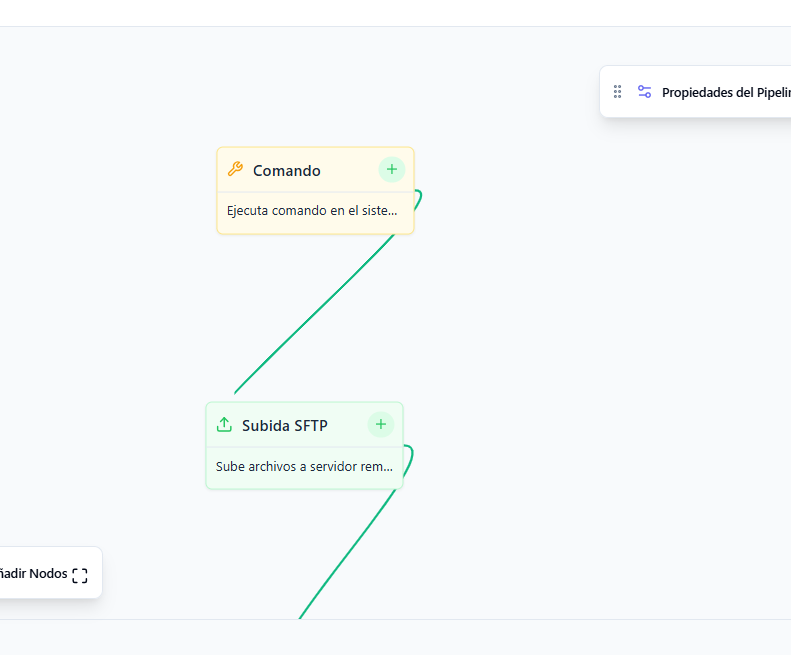 Propiedades del Pipelin
Comando
Ejecuta comando en el siste...
Subida SFTP
Sube archivos a servidor rem...
ñadir Nodos